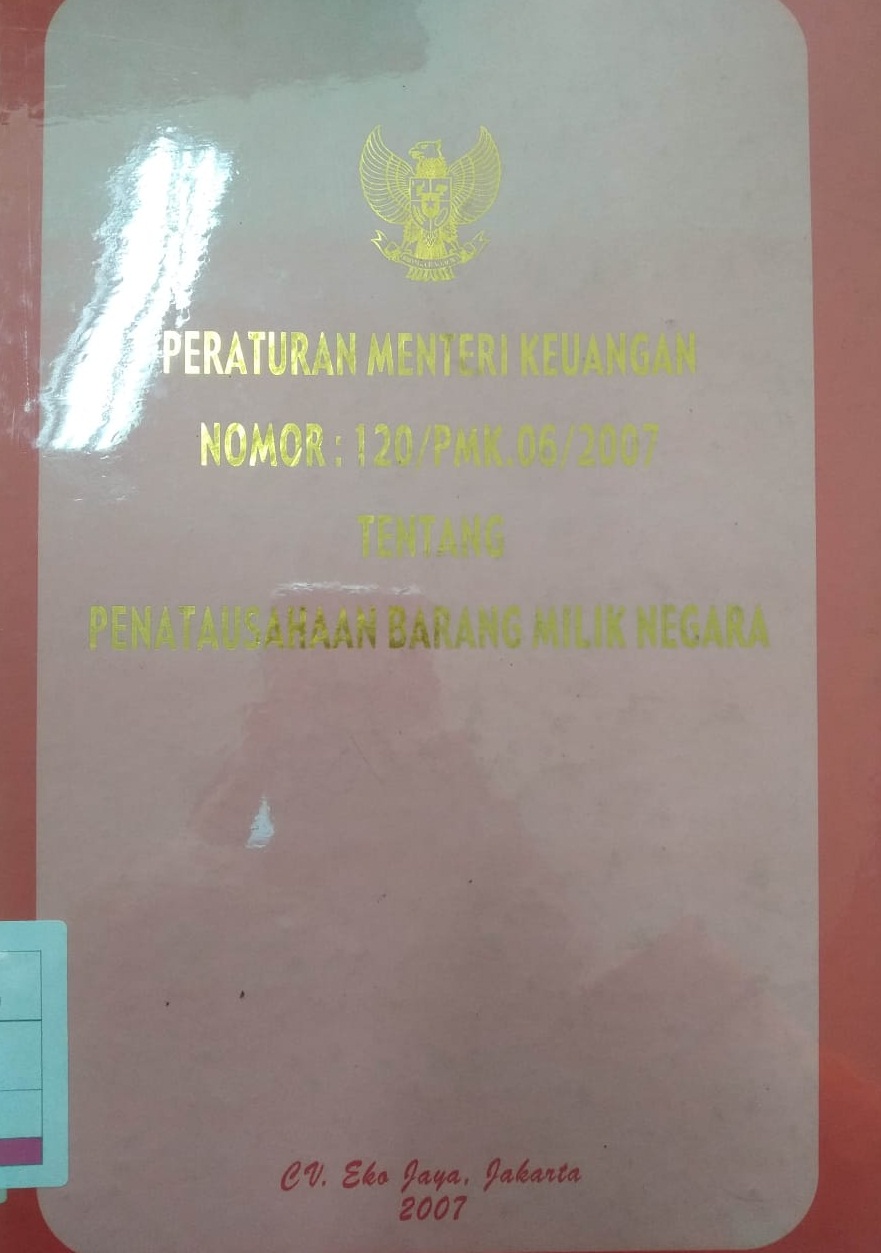 PERATURAN MENTERI KEUANGAN
NOMOR : 120/PMK.06/2007
TENTANG
PENATAUSAHAAN BARANG MILIK NEGARA
CV. Eko Jaya, Jakarta
2007